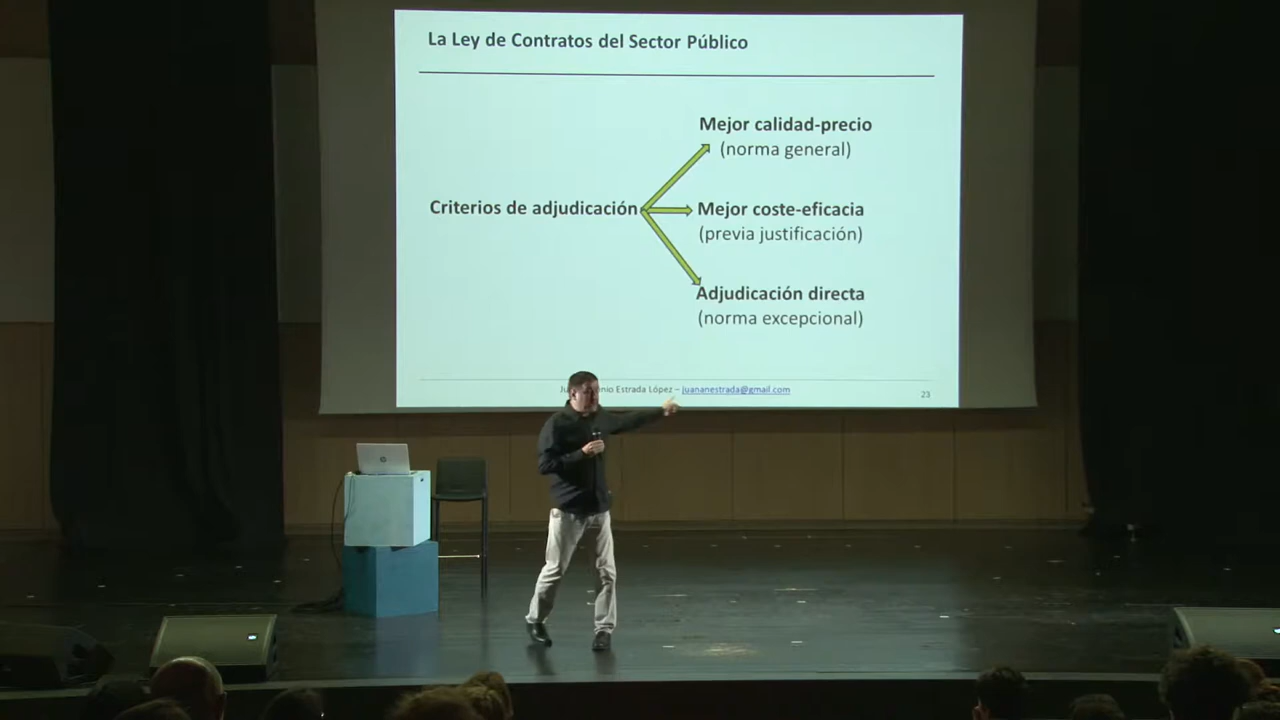 La Ley de Contratos del Sector Público
Mejor calidad-precio
(norma general)
Criterios de adjudicación
Mejor coste-eficacia
(previa justificación)
Adjudicación directa
(norma excepcional)
Estrada López – juananestrada@gmail.com
23